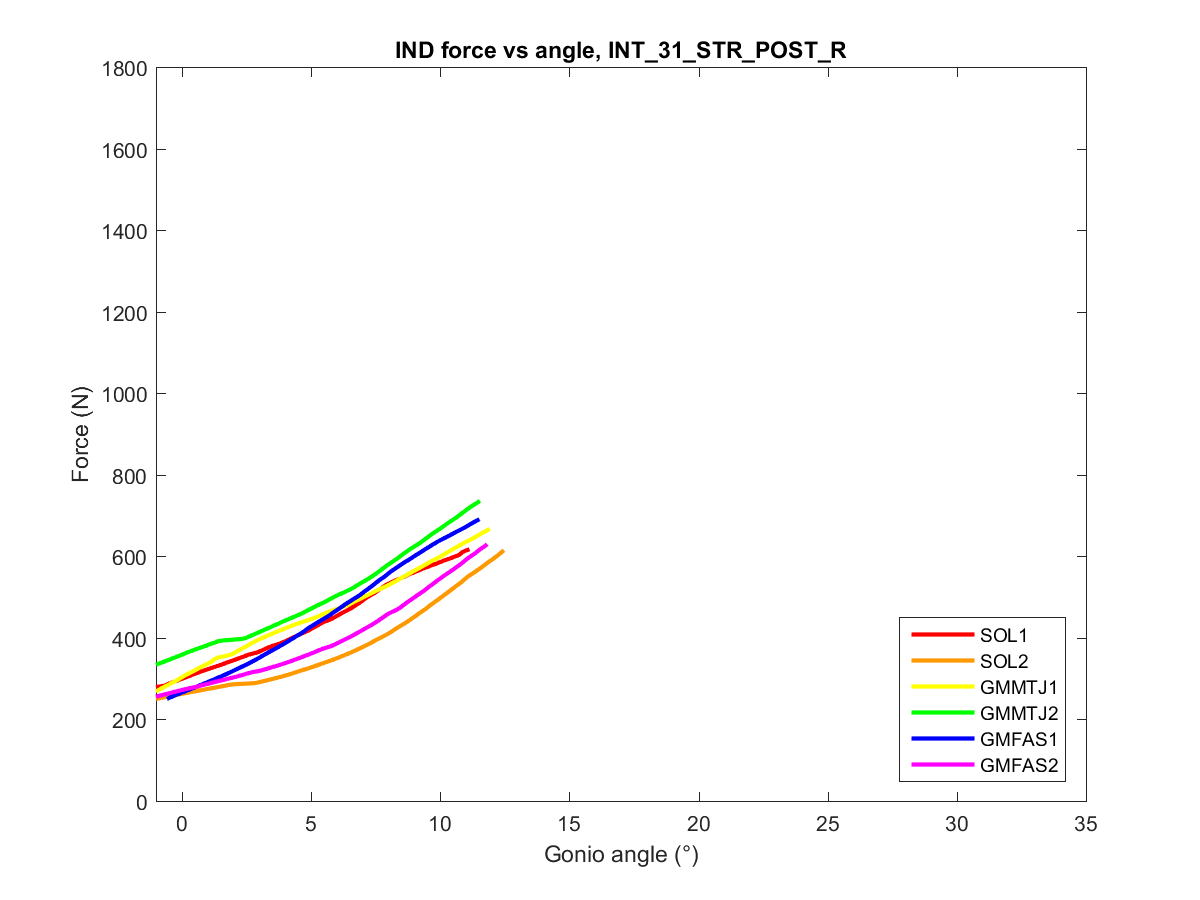 IND force vs angle, INT_31_STR_POST_R
1800
1600
1400
1200
1000
800
600
400
200
0
Force (N)
0 5 10 15 20 25 30 35
Gonio angle (°)
SOL1
SOL2
GMMTJ1
GMMTJ2
GMFAS1
GMFAS2